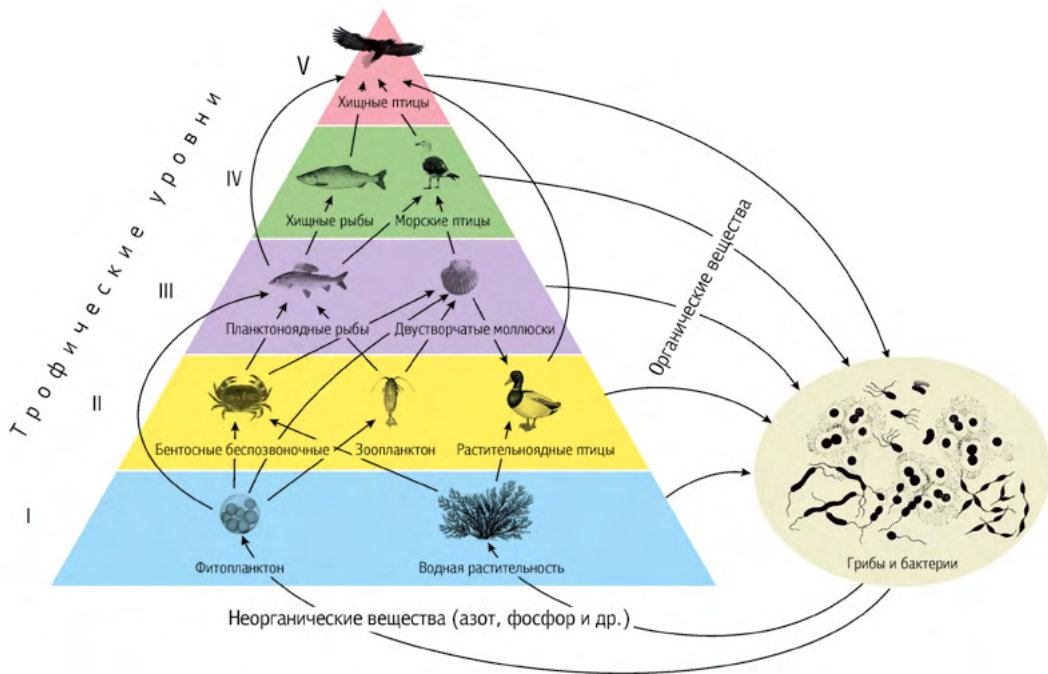 Трофические уровни
V
Хищные птицы
IV
Хищные рыбы
Морские птицы
III
Планктоноядные рыбы
Двустворчатые моллюски
II
Бентосные беспозвоночные
Зоопланктон
Растительноядные птицы
I
Фитопланктон
Водная растительность
Органические вещества
Грибы и бактерии
Неорганические вещества (азот, фосфор и др.)